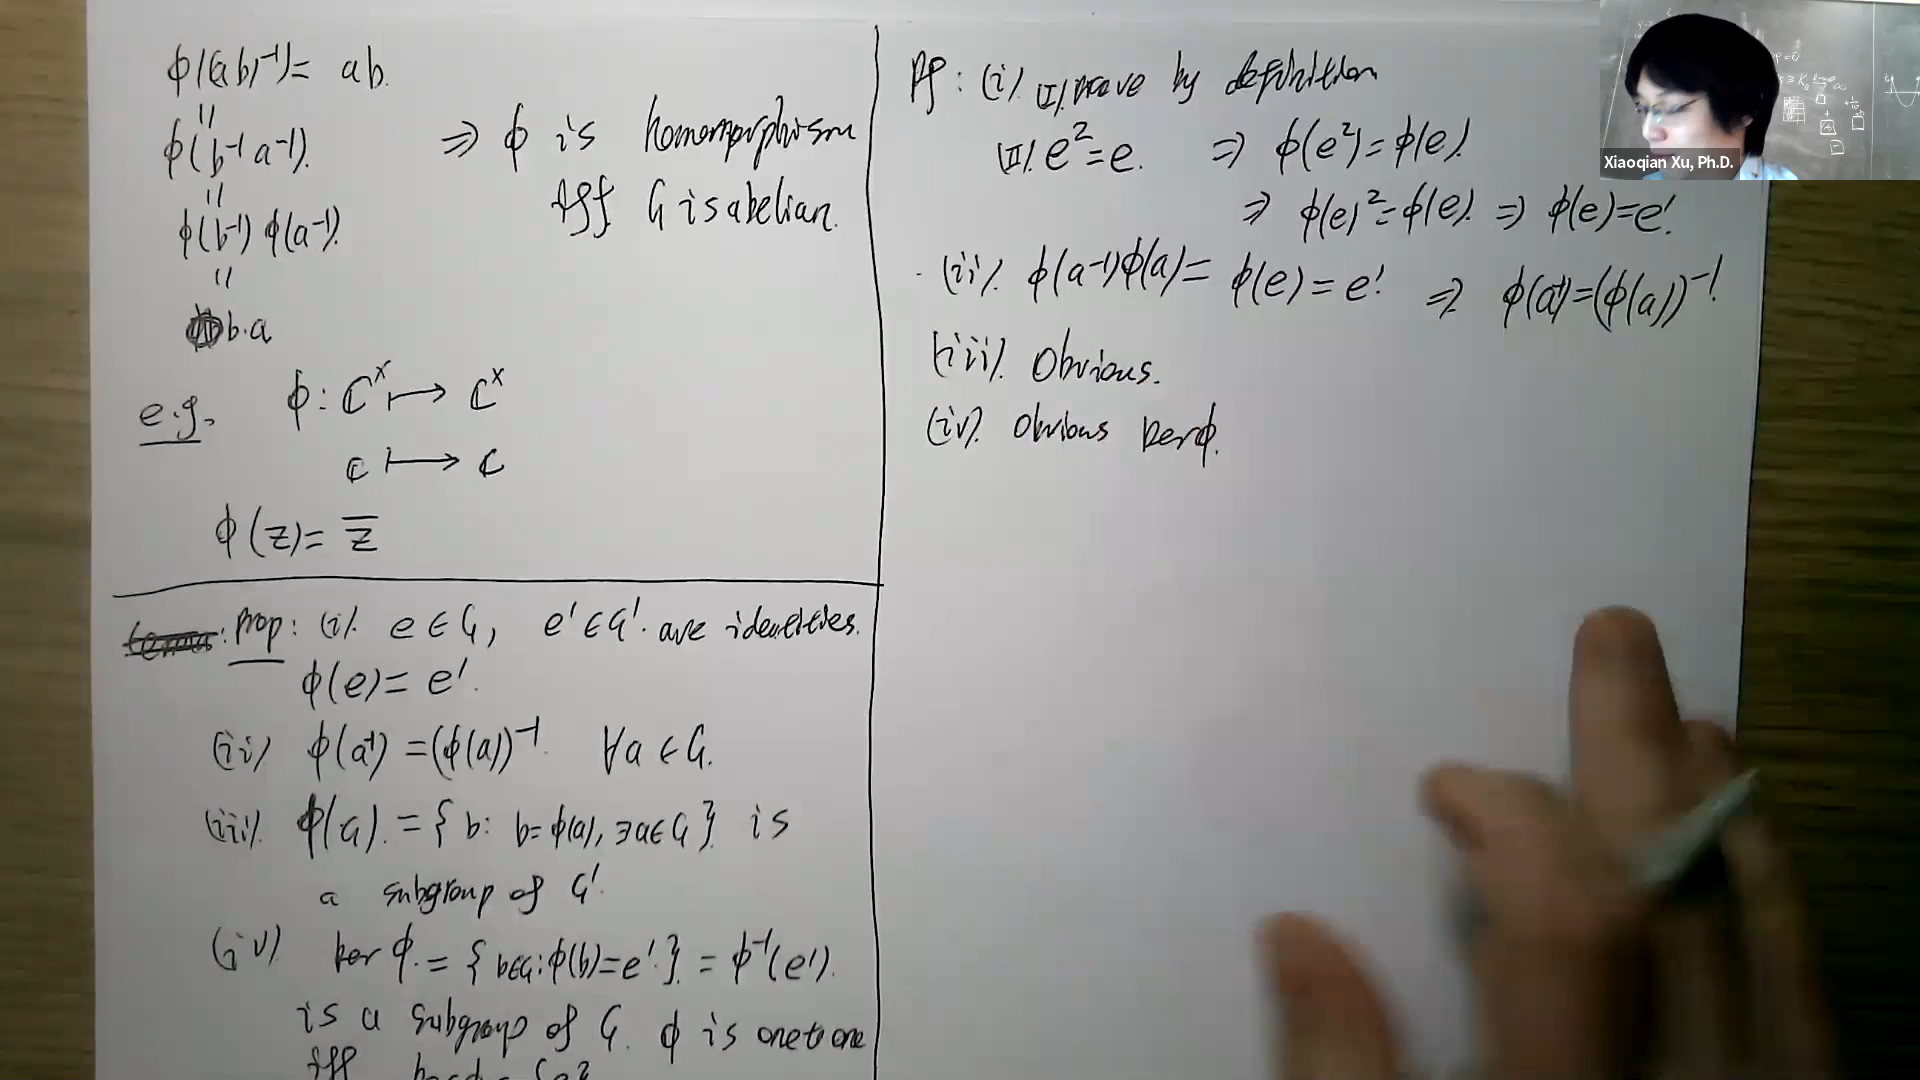 ϕ((ab)⁻¹) = ab.
"
ϕ(b⁻¹a⁻¹).
"
ϕ(b⁻¹) ϕ(a⁻¹).
"
b·a
⇒ ϕ is homomorphism
iff G is abelian.
e.g. ϕ: C^× ↦ C^×
c ↦ c
ϕ(z) = z̅
Prop: (i). e ∈ G, e' ∈ G'. are identities.
ϕ(e) = e'.
(ii) ϕ(a⁻¹) = (ϕ(a))⁻¹. ∀a ∈ G.
(iii). ϕ(G). = { b: b = ϕ(a), ∃a∈G }. is
a subgroup of G'.
(iv) ker ϕ. = { b∈G: ϕ(b) = e'. } = ϕ⁻¹(e').
is a subgroup of G. ϕ is one to one
iff
Pf: (i). (I). prove by definition
(II). e² = e. ⇒ ϕ(e²) = ϕ(e).
⇒ ϕ(e)² = ϕ(e). ⇒ ϕ(e) = e'.
(ii). ϕ(a⁻¹)ϕ(a) = ϕ(e) = e'. ⇒ ϕ(a⁻¹) = (ϕ(a))⁻¹.
(iii). Obvious.
(iv). Obvious kerϕ.
Xiaoqian Xu, Ph.D.